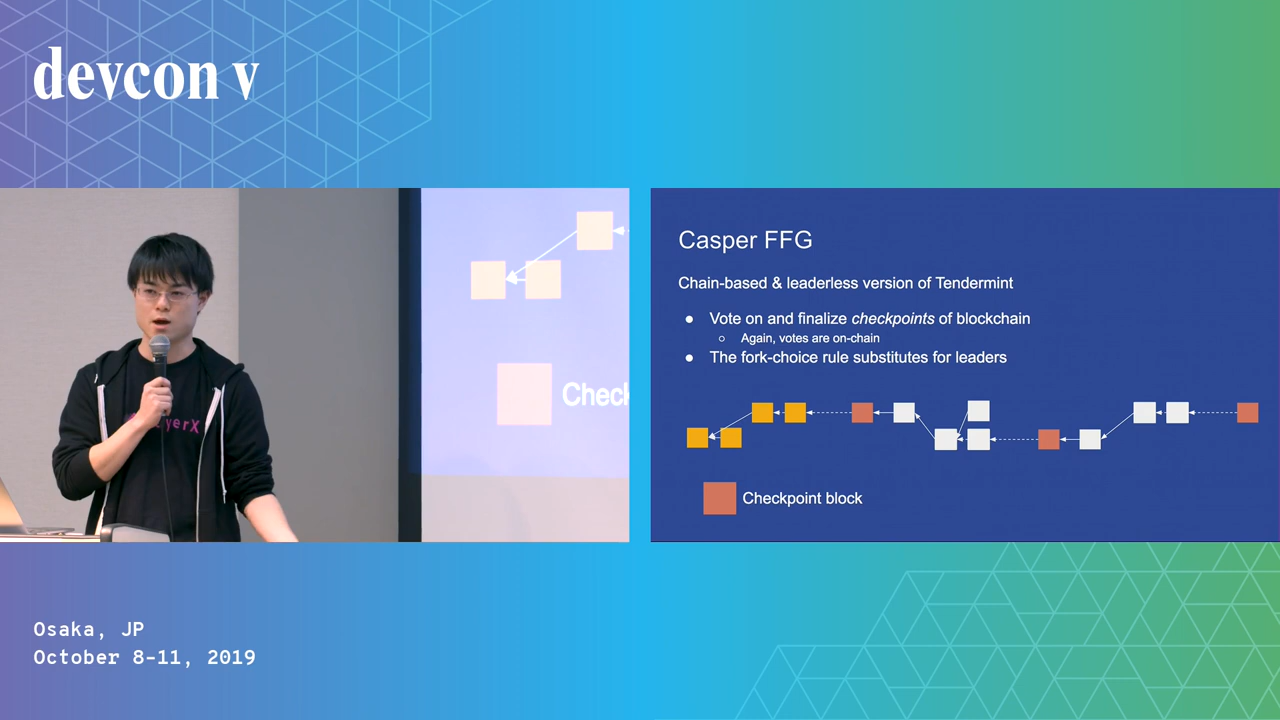 devcon v
Check
Casper FFG
Chain-based & leaderless version of Tendermint
● Vote on and finalize checkpoints of blockchain
○ Again, votes are on-chain
● The fork-choice rule substitutes for leaders
Checkpoint block
Osaka, JP
October 8-11, 2019